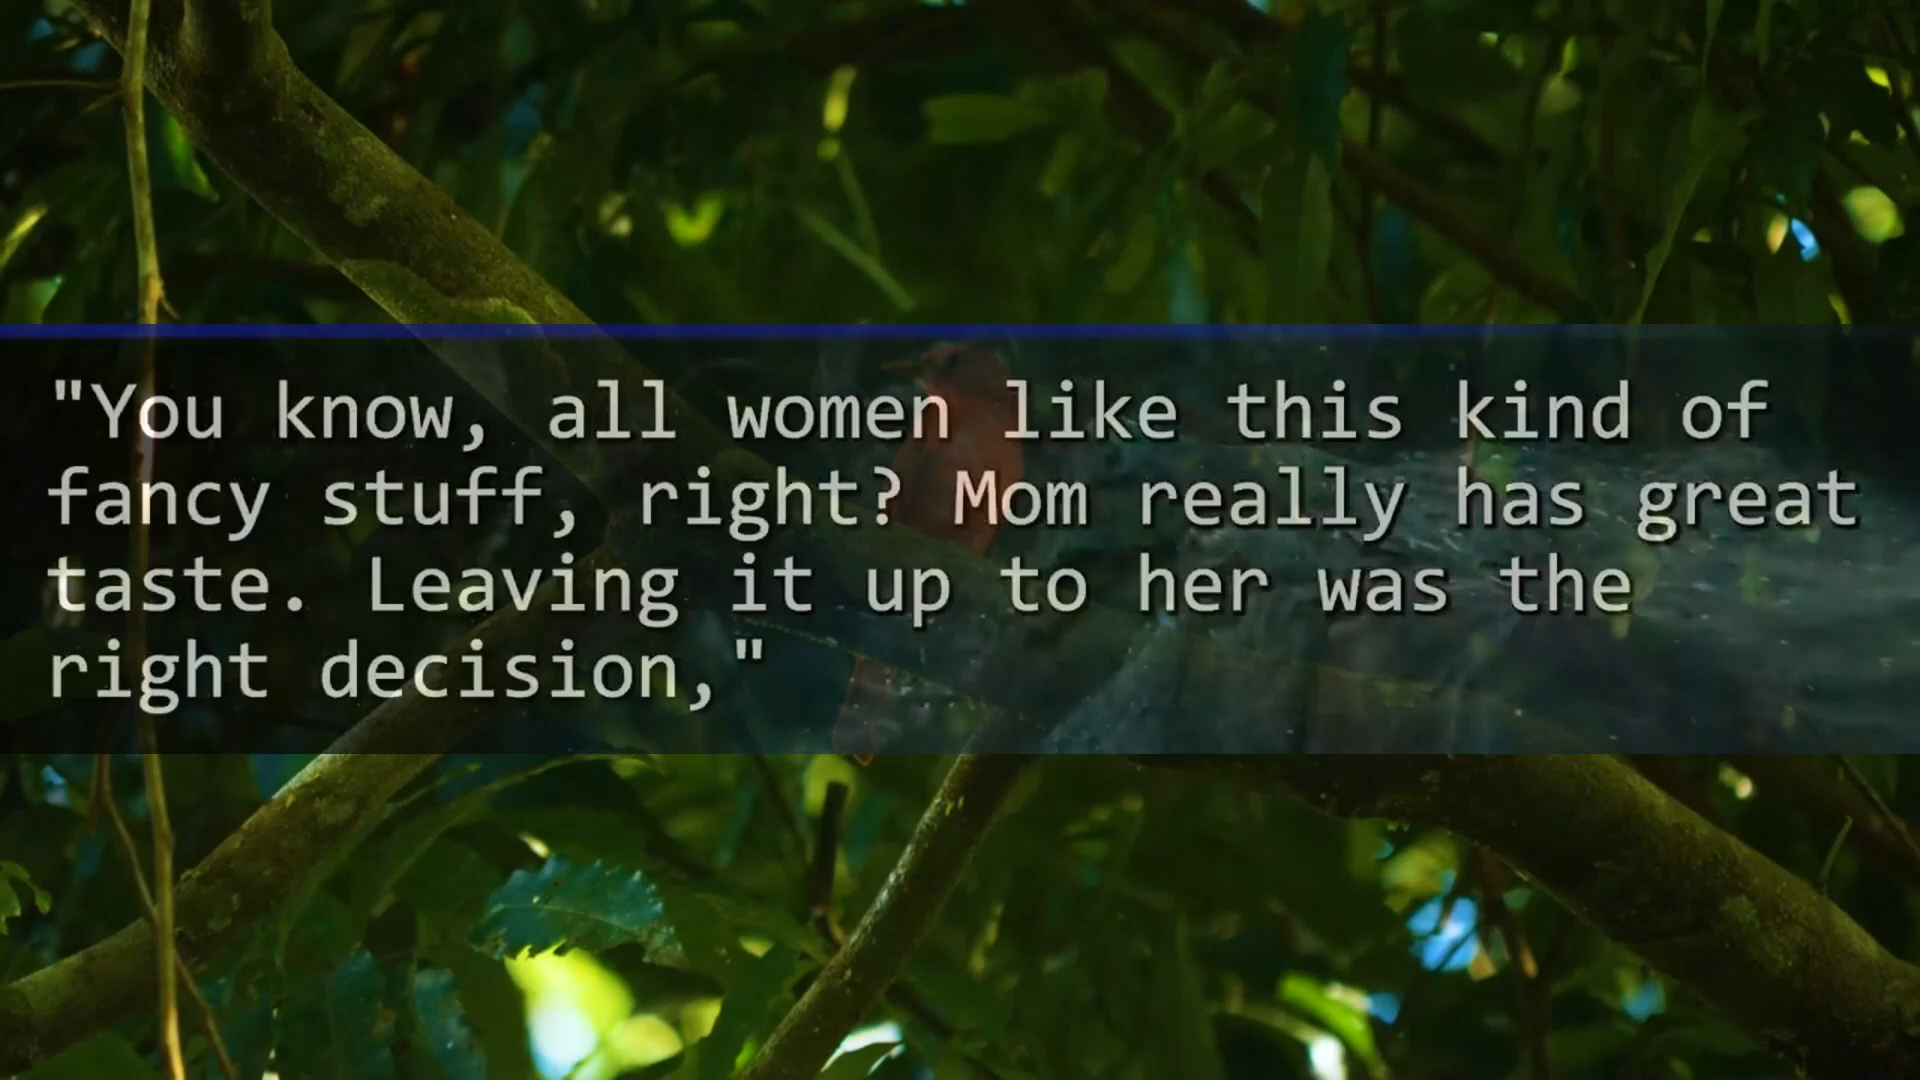 "You know, all women like this kind of
fancy stuff, right? Mom really has great
taste. Leaving it up to her was the
right decision,"